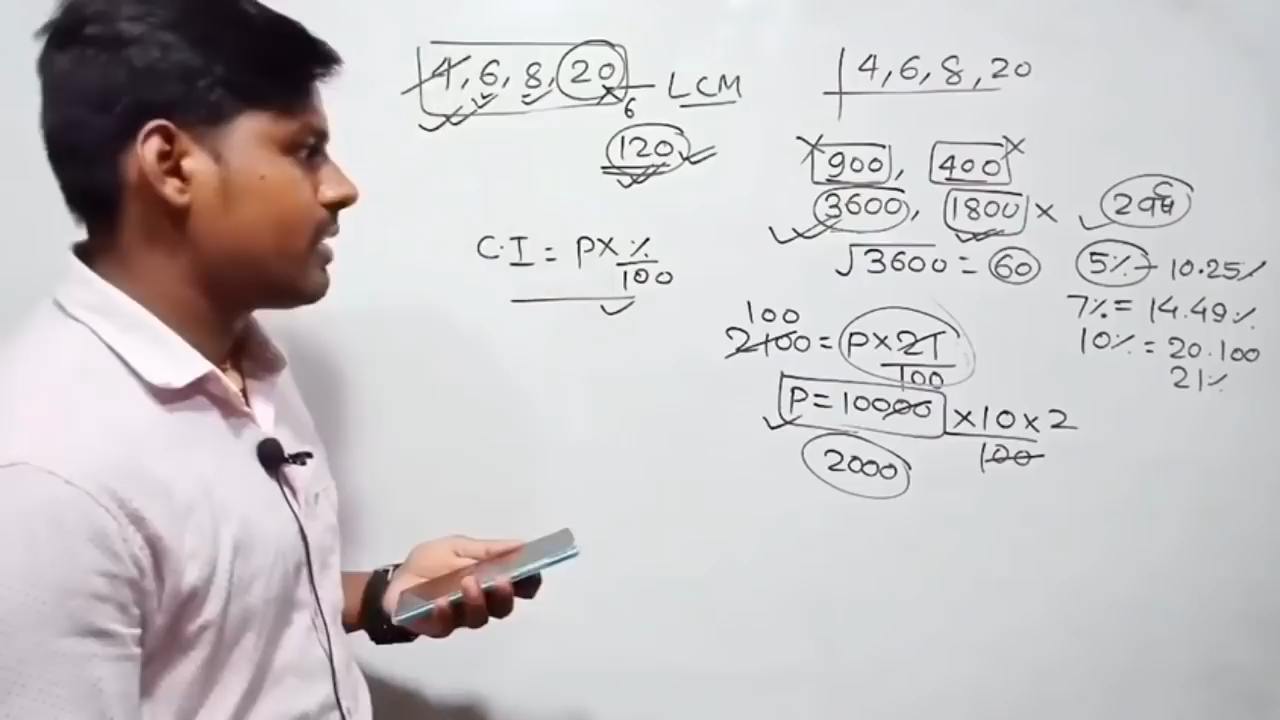 4, 6, 8, 20 LCM
6
120
C.I = P× %/100
4, 6, 8, 20
900, 400
3600, 1800 ×
√3600 = 60
100
2100 = P×21/100
P = 10000 ×10×2/100
2000
2वर्ष
5% - 10.25%
7% = 14.49%
10% = 20.100
21%